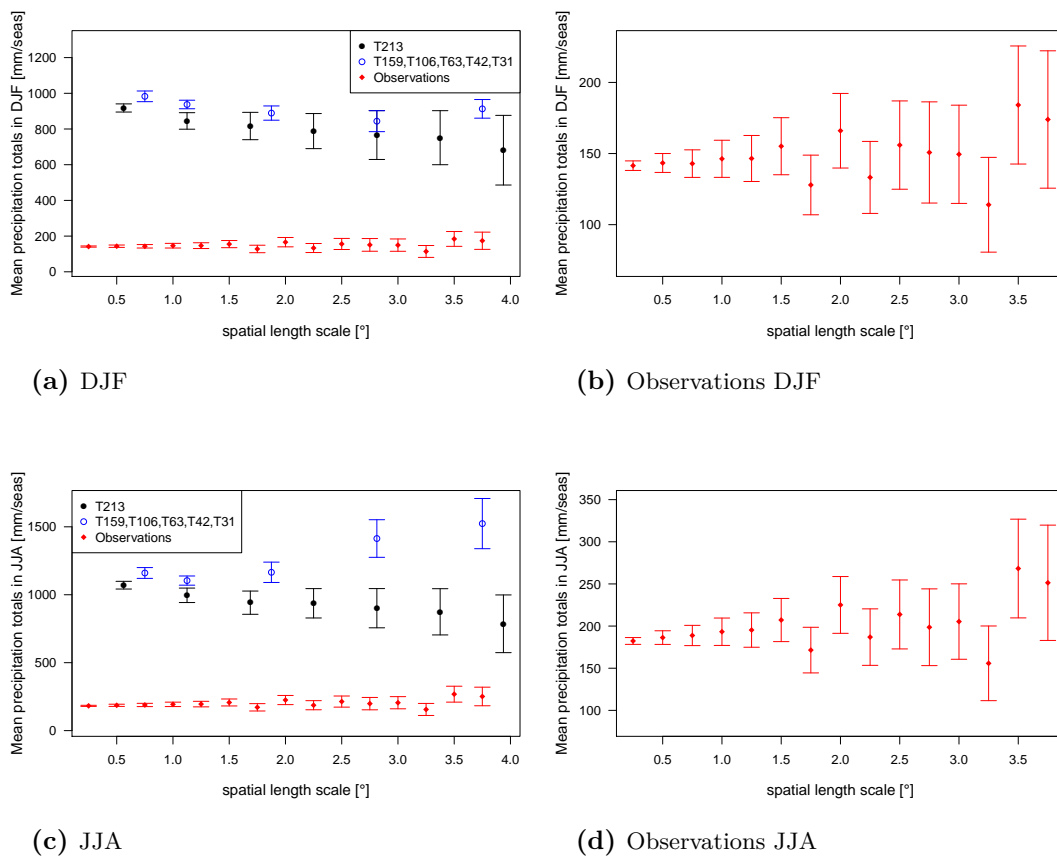 Mean precipitation totals in DJF [mm/seas]
1200
1000
800
600
400
200
0
T213
T159,T106,T63,T42,T31
Observations
0.5 1.0 1.5 2.0 2.5 3.0 3.5 4.0
spatial length scale [°]
(a) DJF
Mean precipitation totals in DJF [mm/seas]
200
150
100
0.5 1.0 1.5 2.0 2.5 3.0 3.5
spatial length scale [°]
(b) Observations DJF
Mean precipitation totals in JJA [mm/seas]
1500
1000
500
0
T213
T159,T106,T63,T42,T31
Observations
0.5 1.0 1.5 2.0 2.5 3.0 3.5 4.0
spatial length scale [°]
(c) JJA
Mean precipitation totals in JJA [mm/seas]
350
300
250
200
150
100
0.5 1.0 1.5 2.0 2.5 3.0 3.5
spatial length scale [°]
(d) Observations JJA